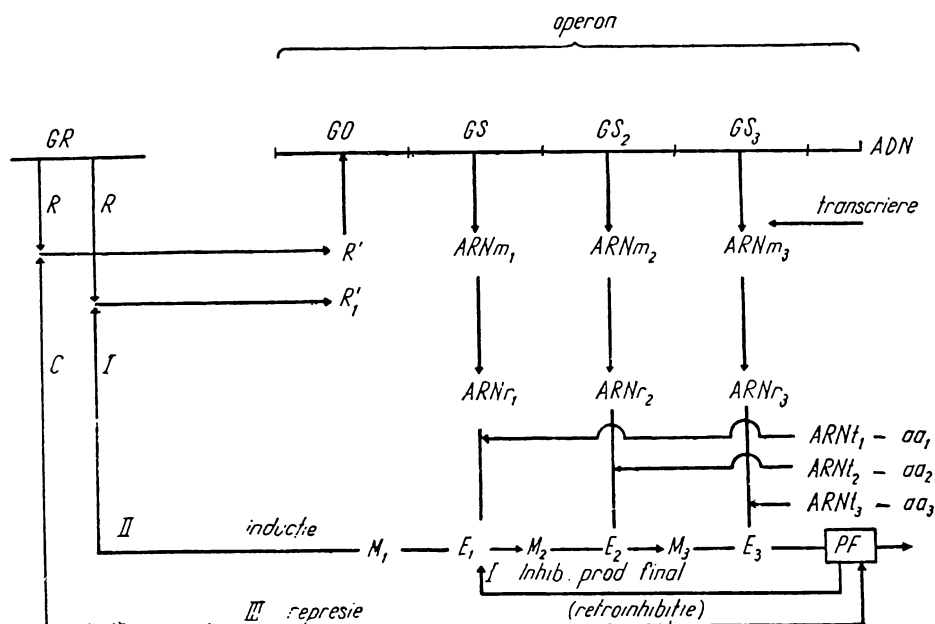 operon
GR GO GS GS₂ GS₃ ADN
R R transcriere
R' ARNm₁ ARNm₂ ARNm₃
R'₁
C I
ARNr₁ ARNr₂ ARNr₃
ARNt₁ – aa₁
ARNt₂ – aa₂
ARNt₃ – aa₃
II inducție
M₁ E₁ M₂ E₂ M₃ E₃ PF
I Inhib. prod final
III represie (retroinhibitie)